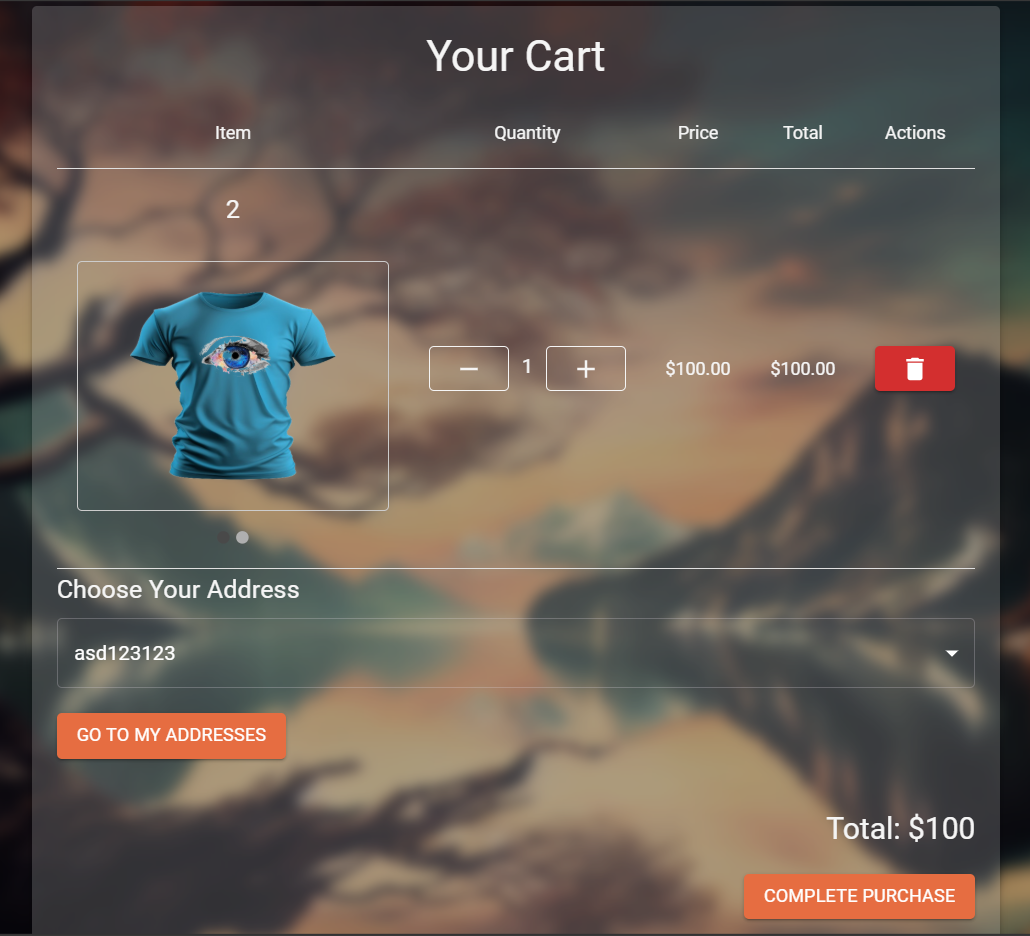 Your Cart
Item Quantity Price Total Actions
2
1 $100.00 $100.00
Choose Your Address
asd123123
GO TO MY ADDRESSES
Total: $100
COMPLETE PURCHASE